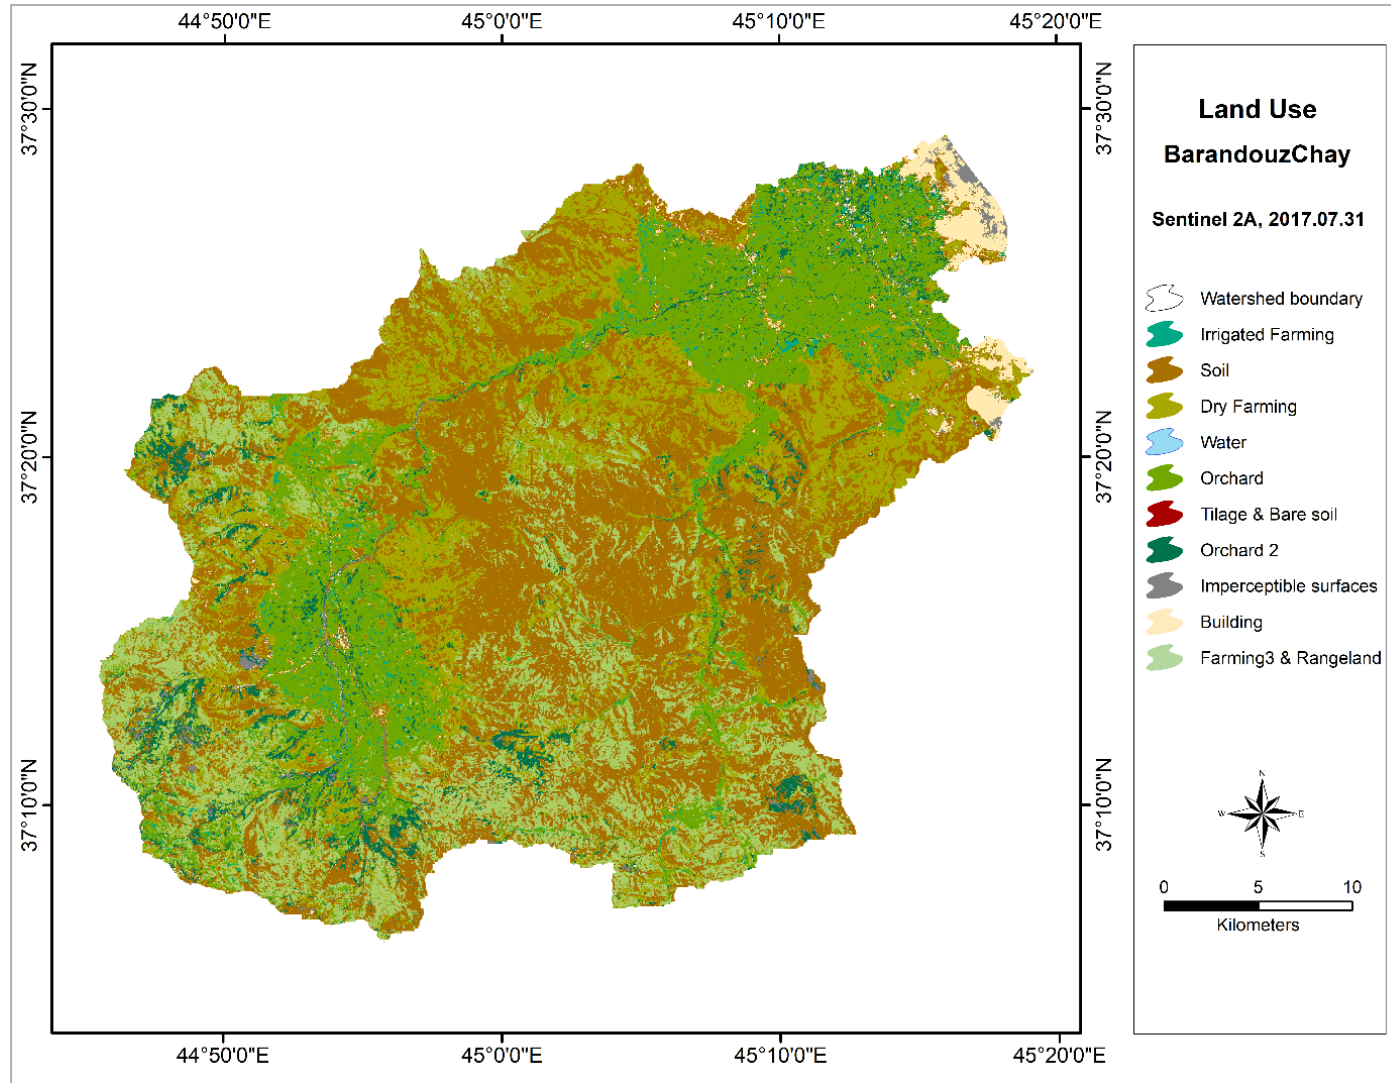 44°50'0"E 45°0'0"E 45°10'0"E 45°20'0"E
37°30'0"N 37°30'0"N
37°20'0"N 37°20'0"N
37°10'0"N 37°10'0"N
44°50'0"E 45°0'0"E 45°10'0"E 45°20'0"E
Land Use
BarandouzChay
Sentinel 2A, 2017.07.31
Watershed boundary
Irrigated Farming
Soil
Dry Farming
Water
Orchard
Tilage & Bare soil
Orchard 2
Imperceptible surfaces
Building
Farming3 & Rangeland
N
W E
S
0 5 10
Kilometers